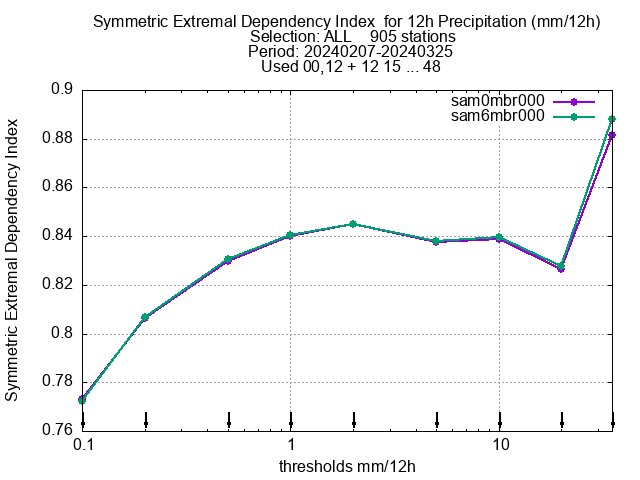 Symmetric Extremal Dependency Index  for 12h Precipitation (mm/12h)
Selection: ALL    905 stations
Period: 20240207-20240325
Used 00,12 + 12 15 ... 48
sam0mbr000
sam6mbr000
Symmetric Extremal Dependency Index
0.9
0.88
0.86
0.84
0.82
0.8
0.78
0.76
0.1 1 10
thresholds mm/12h